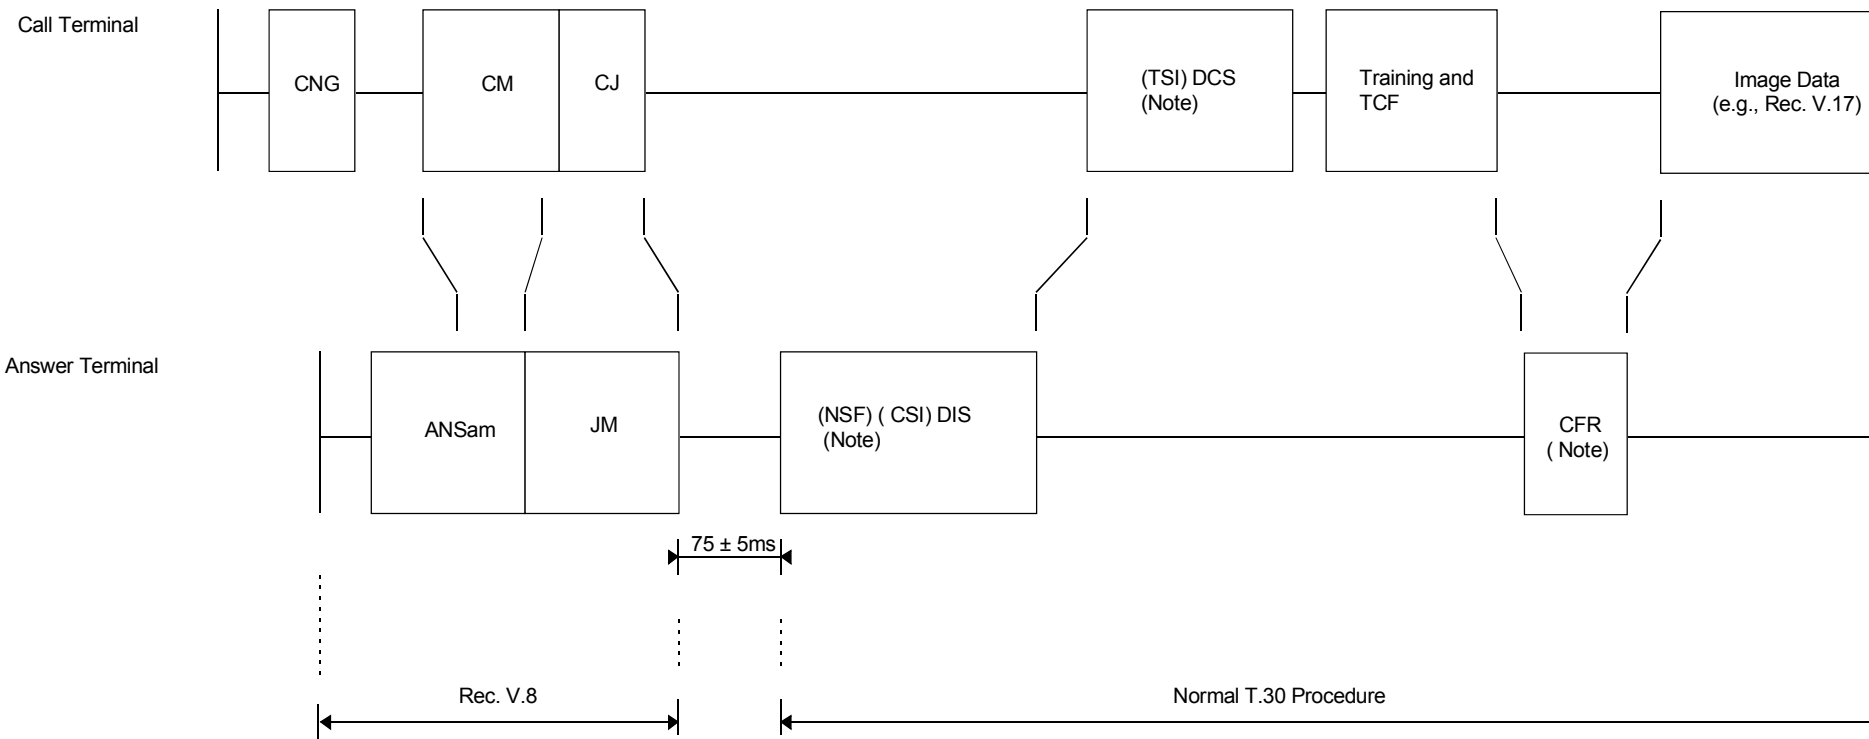 Call Terminal
CNG
CM
CJ
(TSI) DCS
(Note)
Training and
TCF
Image Data
(e.g., Rec. V.17)
Answer Terminal
ANSam
JM
(NSF) ( CSI) DIS
(Note)
CFR
( Note)
75 ± 5ms
Rec. V.8
Normal T.30 Procedure